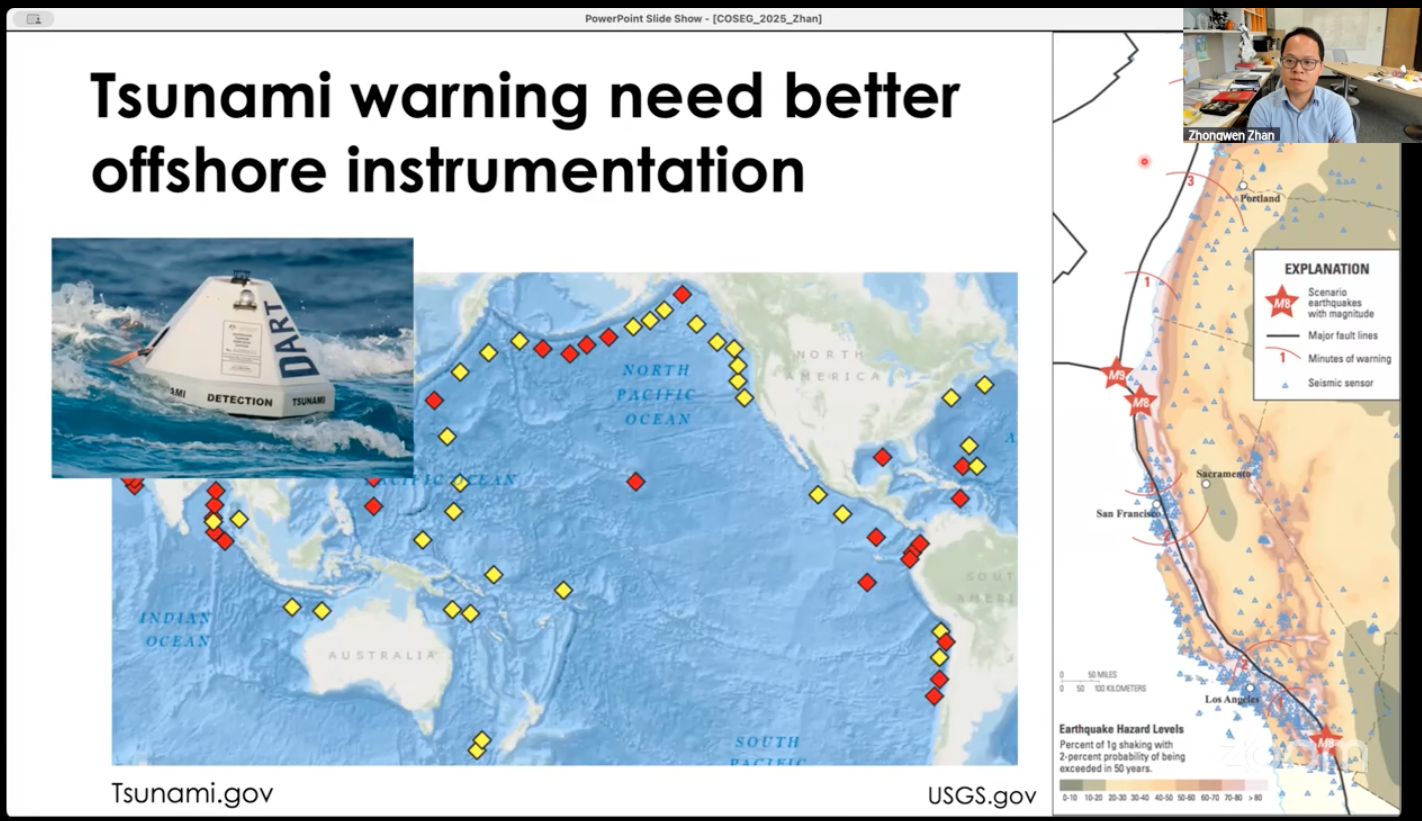 PowerPoint Slide Show - [COSEG_2025_Zhan]
Tsunami warning need better
offshore instrumentation
Zhongwen Zhan
DART
DETECTION
TSUNAMI
NORTH
PACIFIC
OCEAN
NORTH
AMERICA
INDIAN
OCEAN
AUSTRALIA
SOUTH
PACIFIC
Tsunami.gov
USGS.gov
3
Portland
1
EXPLANATION
M8
Scenario
earthquakes
with magnitude
Major fault lines
1
Minutes of warning
Seismic sensor
M9
M8
Sacramento
San Francisco
2
Los Angeles
M8
0 50 MILES
0 50 100 KILOMETERS
Earthquake Hazard Levels
Percent of 1g shaking with
2-percent probability of being
exceeded in 50 years.
0-10 10-20 20-30 30-40 40-50 50-60 60-70 70-80 > 80
zoom